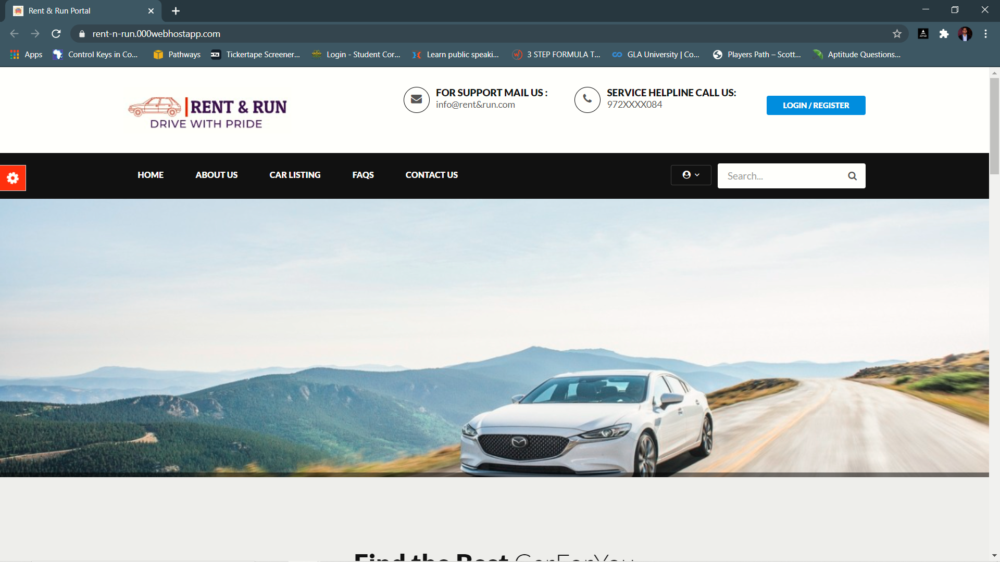 Rent & Run Portal
rent-n-run.000webhostapp.com
Apps
Control Keys in Co...
Pathways
Tickertape Screener...
Login - Student Cor...
Learn public speaki...
3 STEP FORMULA T...
GLA University | Co...
Players Path – Scott...
Aptitude Questions...
RENT & RUN
DRIVE WITH PRIDE
FOR SUPPORT MAIL US :
info@rent&run.com
SERVICE HELPLINE CALL US:
972XXXX084
LOGIN / REGISTER
HOME
ABOUT US
CAR LISTING
FAQS
CONTACT US
Search...
Find the Best CarForYou